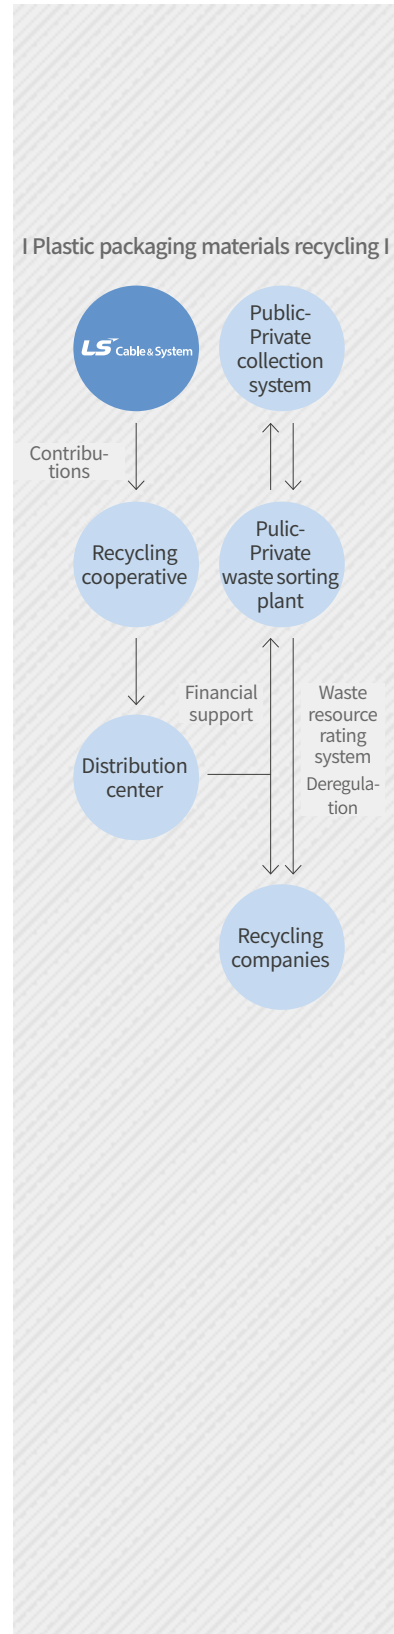 I Plastic packaging materials recycling I
LS Cable & System
Public-
Private
collection
system
Contribu-
tions
Recycling
cooperative
Pulic-
Private
waste sorting
plant
Financial
support
Waste
resource
rating
system
Deregula-
tion
Distribution
center
Recycling
companies